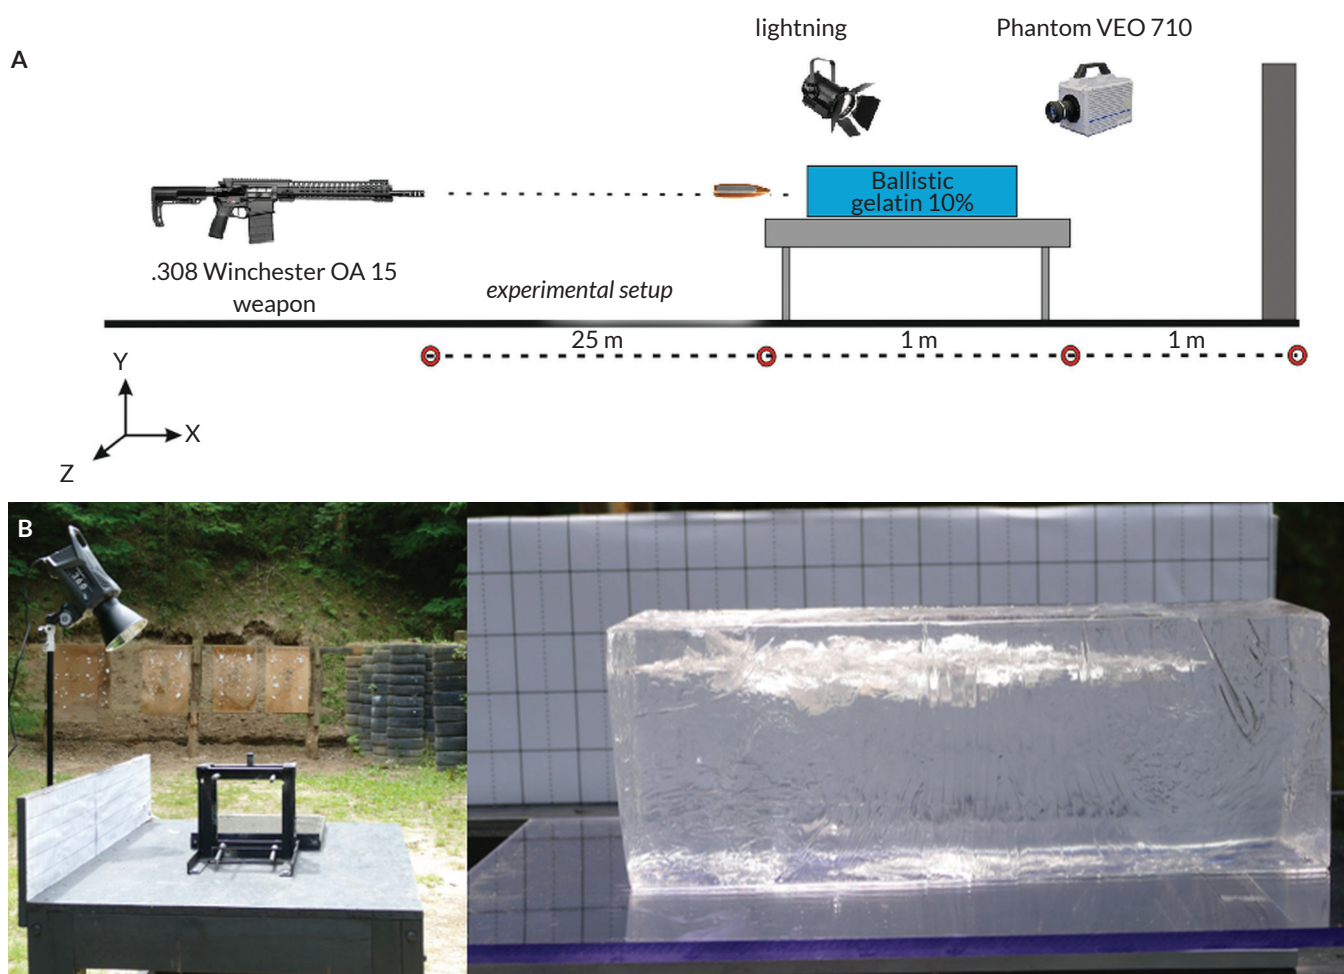 A
lightning
Phantom VEO 710
Ballistic
gelatin 10%
.308 Winchester OA 15
weapon
experimental setup
25 m
1 m
1 m
Y
X
Z
B